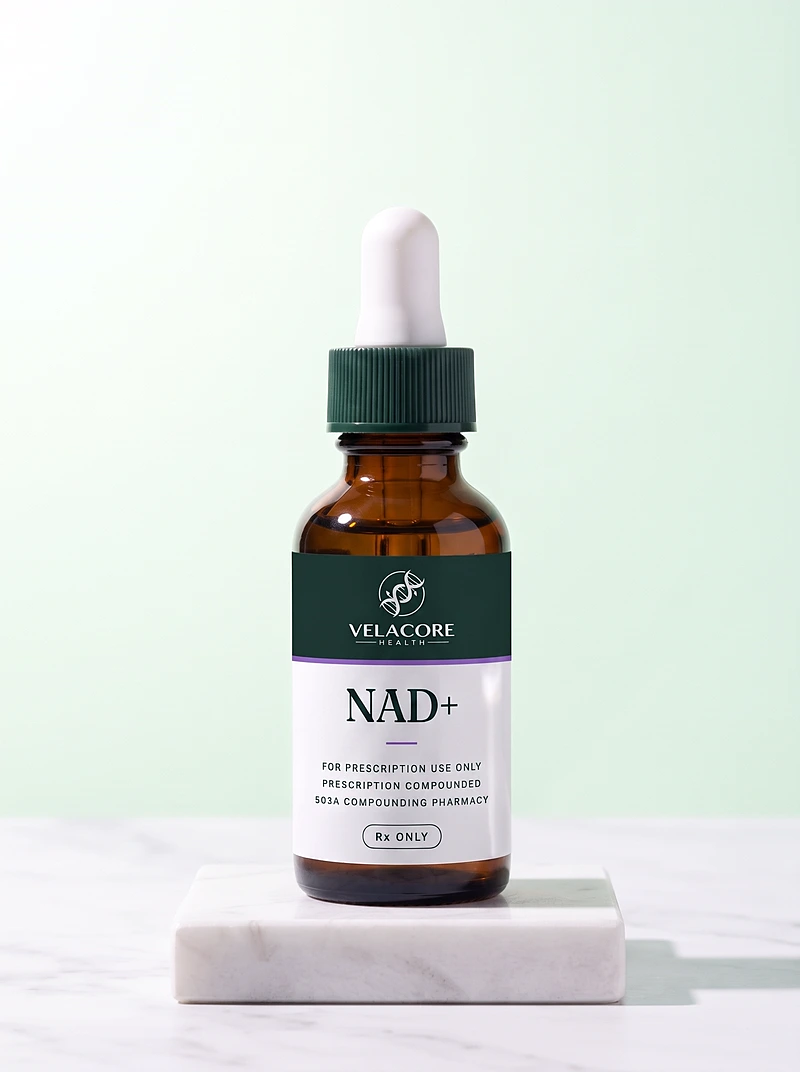 VELACORE
HEALTH
NAD+
FOR PRESCRIPTION USE ONLY
PRESCRIPTION COMPOUNDED
503A COMPOUNDING PHARMACY
Rx ONLY